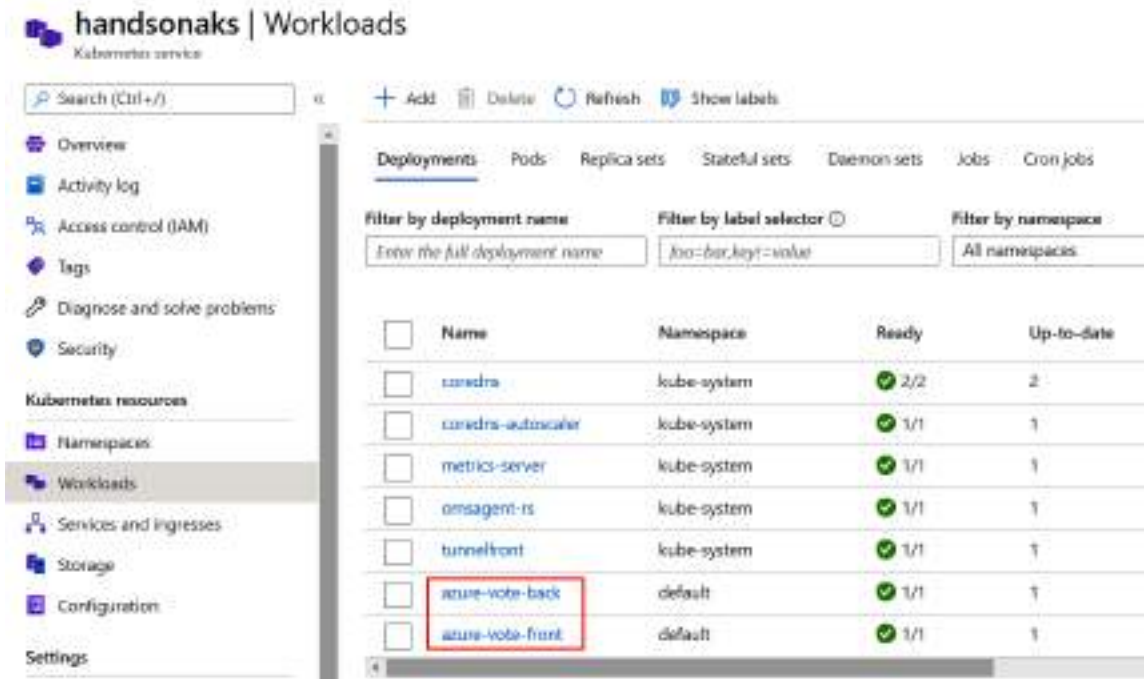 handsonaks | Workloads
Kubernetes service
Search (Ctrl+/)
«
Overview
Activity log
Access control (IAM)
Tags
Diagnose and solve problems
Security
Kubernetes resources
Namespaces
Workloads
Services and ingresses
Storage
Configuration
Settings
+ Add Delete Refresh Show labels
Deployments Pods Replica sets Stateful sets Daemon sets Jobs Cron jobs
Filter by deployment name Filter by label selector Filter by namespace
Enter the full deployment name foo=bar,key!=value All namespaces
Name Namespace Ready Up-to-date
coredns kube-system 2/2 2
coredns-autoscaler kube-system 1/1 1
metrics-server kube-system 1/1 1
omsagent-rs kube-system 1/1 1
tunnelfront kube-system 1/1 1
azure-vote-back default 1/1 1
azure-vote-front default 1/1 1